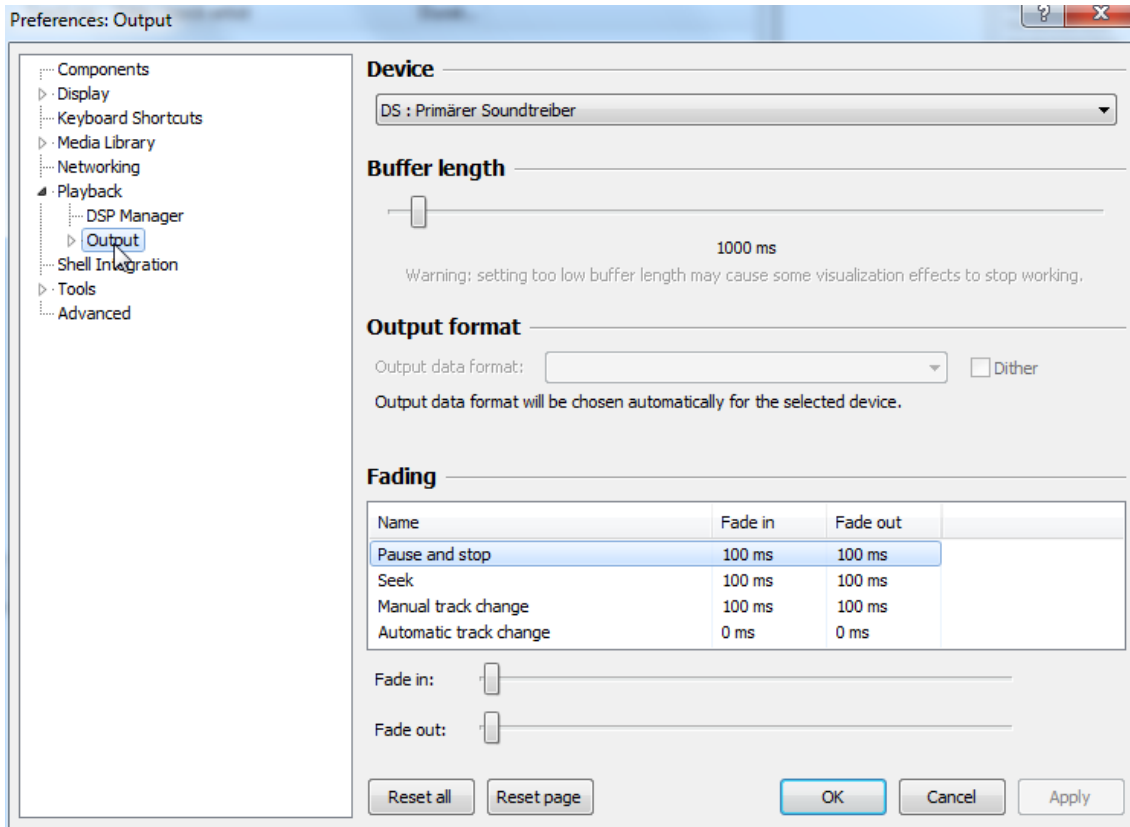 Preferences: Output
?
X
Components
Display
Keyboard Shortcuts
Media Library
Networking
Playback
DSP Manager
Output
Shell Integration
Tools
Advanced
Device
DS : Primärer Soundtreiber
Buffer length
1000 ms
Warning: setting too low buffer length may cause some visualization effects to stop working.
Output format
Output data format:
Dither
Output data format will be chosen automatically for the selected device.
Fading
Name Fade in Fade out
Pause and stop 100 ms 100 ms
Seek 100 ms 100 ms
Manual track change 100 ms 100 ms
Automatic track change 0 ms 0 ms
Fade in:
Fade out:
Reset all Reset page OK Cancel Apply